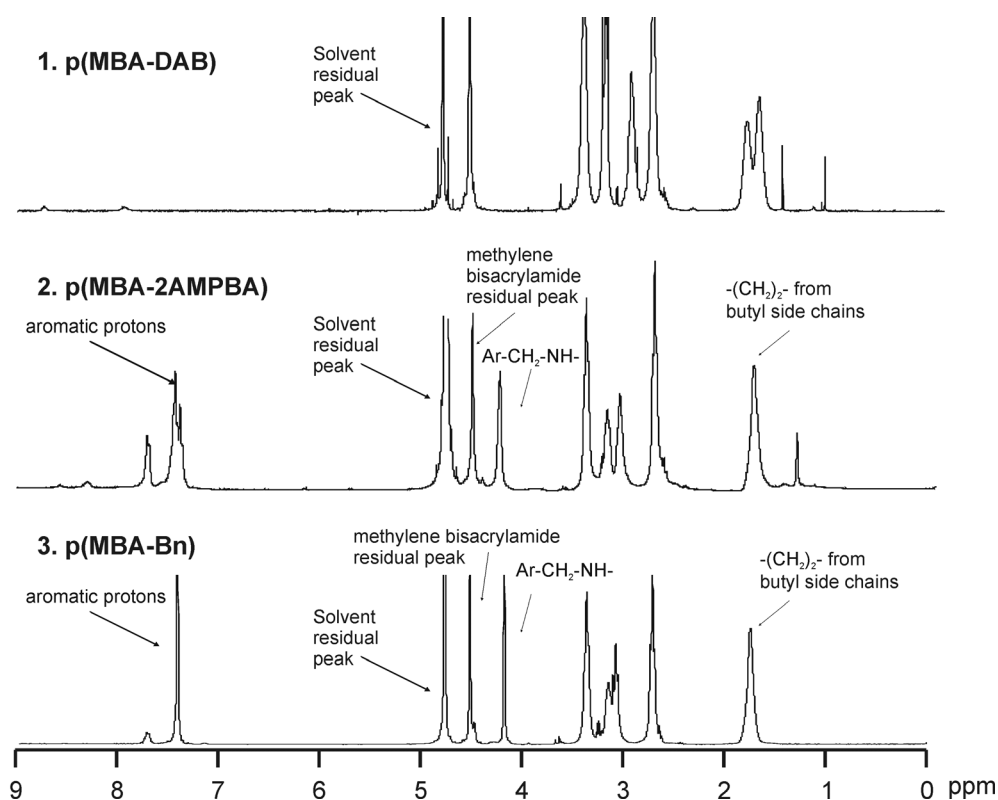 1. p(MBA-DAB)
Solvent
residual
peak
2. p(MBA-2AMPBA)
aromatic protons
Solvent
residual
peak
methylene
bisacrylamide
residual peak
Ar-CH₂-NH-
-(CH₂)₂- from
butyl side chains
3. p(MBA-Bn)
aromatic protons
Solvent
residual
peak
methylene bisacrylamide
residual peak
Ar-CH₂-NH-
-(CH₂)₂- from
butyl side chains
9 8 7 6 5 4 3 2 1 0 ppm